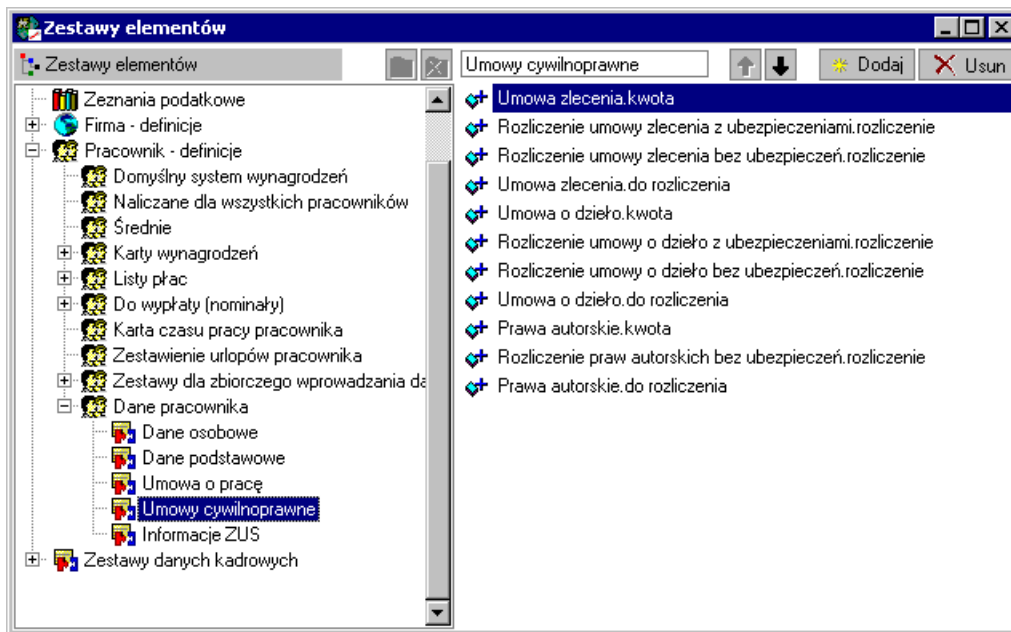 Zestawy elementów
Zestawy elementów
Umowy cywilnoprawne
Dodaj
Usun
Zeznania podatkowe
Firma - definicje
Pracownik - definicje
Domyślny system wynagrodzeń
Naliczane dla wszystkich pracowników
Średnie
Karty wynagrodzeń
Listy płac
Do wypłaty (nominały)
Karta czasu pracy pracownika
Zestawienie urlopów pracownika
Zestawy dla zbiorczego wprowadzania da
Dane pracownika
Dane osobowe
Dane podstawowe
Umowa o pracę
Umowy cywilnoprawne
Informacje ZUS
Zestawy danych kadrowych
Umowa zlecenia.kwota
Rozliczenie umowy zlecenia z ubezpieczeniami.rozliczenie
Rozliczenie umowy zlecenia bez ubezpieczeń.rozliczenie
Umowa zlecenia.do rozliczenia
Umowa o dzieło.kwota
Rozliczenie umowy o dzieło z ubezpieczeniami.rozliczenie
Rozliczenie umowy o dzieło bez ubezpieczeń.rozliczenie
Umowa o dzieło.do rozliczenia
Prawa autorskie.kwota
Rozliczenie praw autorskich bez ubezpieczeń.rozliczenie
Prawa autorskie.do rozliczenia